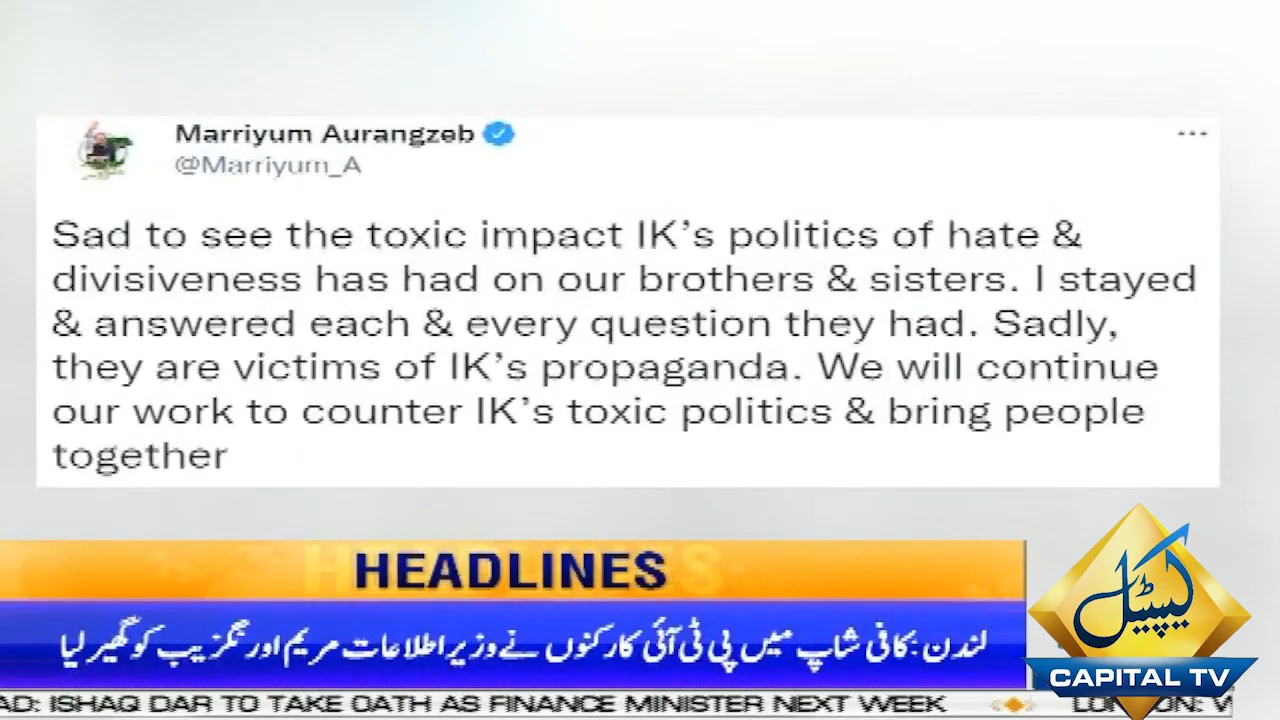 Marriyum Aurangzeb
@Marriyum_A
Sad to see the toxic impact IK’s politics of hate &
divisiveness has had on our brothers & sisters. I stayed
& answered each & every question they had. Sadly,
they are victims of IK’s propaganda. We will continue
our work to counter IK’s toxic politics & bring people
together
HEADLINES
لندن: کافی شاپ میں پی ٹی آئی کارکنوں نے وزیر اطلاعات مریم اورنگزیب کو گھیر لیا
کیپیٹل
CAPITAL TV
AD: ISHAQ DAR TO TAKE OATH AS FINANCE MINISTER NEXT WEEK LONDON: V